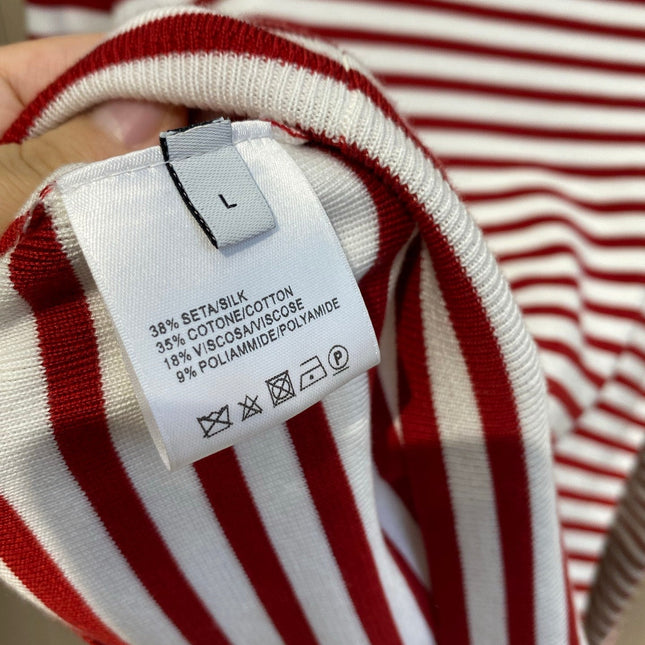 L
38% SETA/SILK
35% COTONE/COTTON
18% VISCOSA/VISCOSE
9% POLIAMMIDE/POLYAMIDE
P